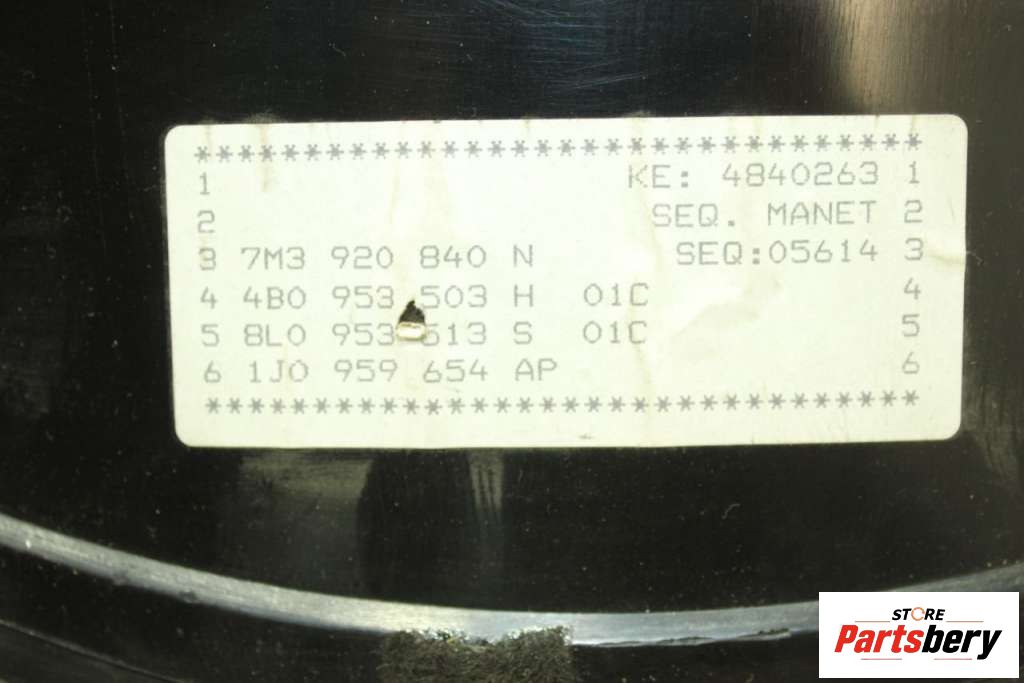 *********************************
1 KE: 4840263 1
2 SEQ. MANET 2
3 7M3 920 840 N SEQ:05614 3
4 4B0 953 503 H 01C 4
5 8L0 953 513 S 01C 5
6 1J0 959 654 AP 6
*********************************
STORE
Partsbery